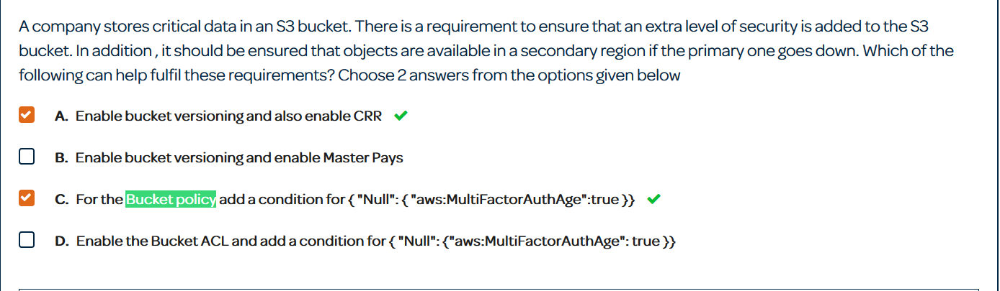 A company stores critical data in an S3 bucket. There is a requirement to ensure that an extra level of security is added to the S3
bucket. In addition , it should be ensured that objects are available in a secondary region if the primary one goes down. Which of the
following can help fulfil these requirements? Choose 2 answers from the options given below
A. Enable bucket versioning and also enable CRR
B. Enable bucket versioning and enable Master Pays
C. For the Bucket policy add a condition for { "Null": { "aws:MultiFactorAuthAge":true }}
D. Enable the Bucket ACL and add a condition for { "Null": {"aws:MultiFactorAuthAge": true }}